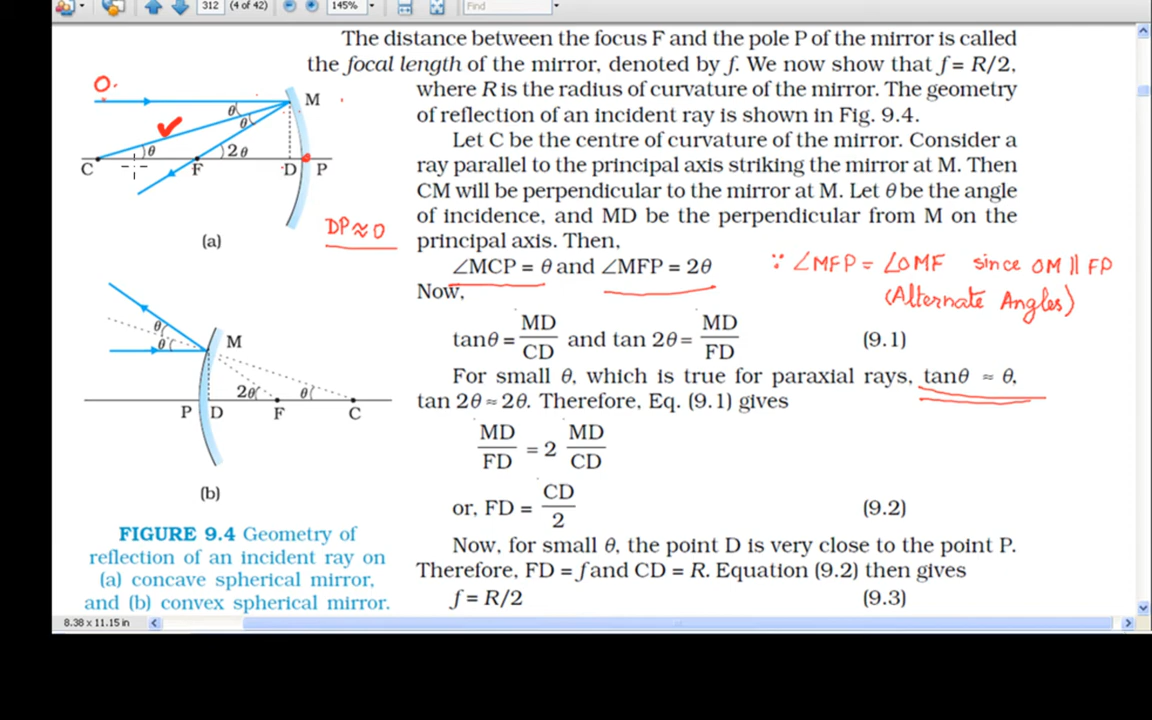 312 (4 of 42)
145%
Find
The distance between the focus F and the pole P of the mirror is called
the focal length of the mirror, denoted by f. We now show that f = R/2,
where R is the radius of curvature of the mirror. The geometry
of reflection of an incident ray is shown in Fig. 9.4.
Let C be the centre of curvature of the mirror. Consider a
ray parallel to the principal axis striking the mirror at M. Then
CM will be perpendicular to the mirror at M. Let θ be the angle
of incidence, and MD be the perpendicular from M on the
principal axis. Then,
∠MCP = θ and ∠MFP = 2θ
∵ ∠MFP = ∠OMF since OM || FP
(Alternate Angles)
Now,
tanθ = MD/CD and tan 2θ = MD/FD (9.1)
For small θ, which is true for paraxial rays, tanθ ≈ θ,
tan 2θ ≈ 2θ. Therefore, Eq. (9.1) gives
MD/FD = 2 MD/CD
or, FD = CD/2 (9.2)
Now, for small θ, the point D is very close to the point P.
Therefore, FD = f and CD = R. Equation (9.2) then gives
f = R/2 (9.3)
O
M
θ
θ
θ
2θ
C
F
D
P
DP≈0
(a)
θ
θ
M
2θ
θ
P
D
F
C
(b)
FIGURE 9.4 Geometry of
reflection of an incident ray on
(a) concave spherical mirror,
and (b) convex spherical mirror.
8.38 x 11.15 in